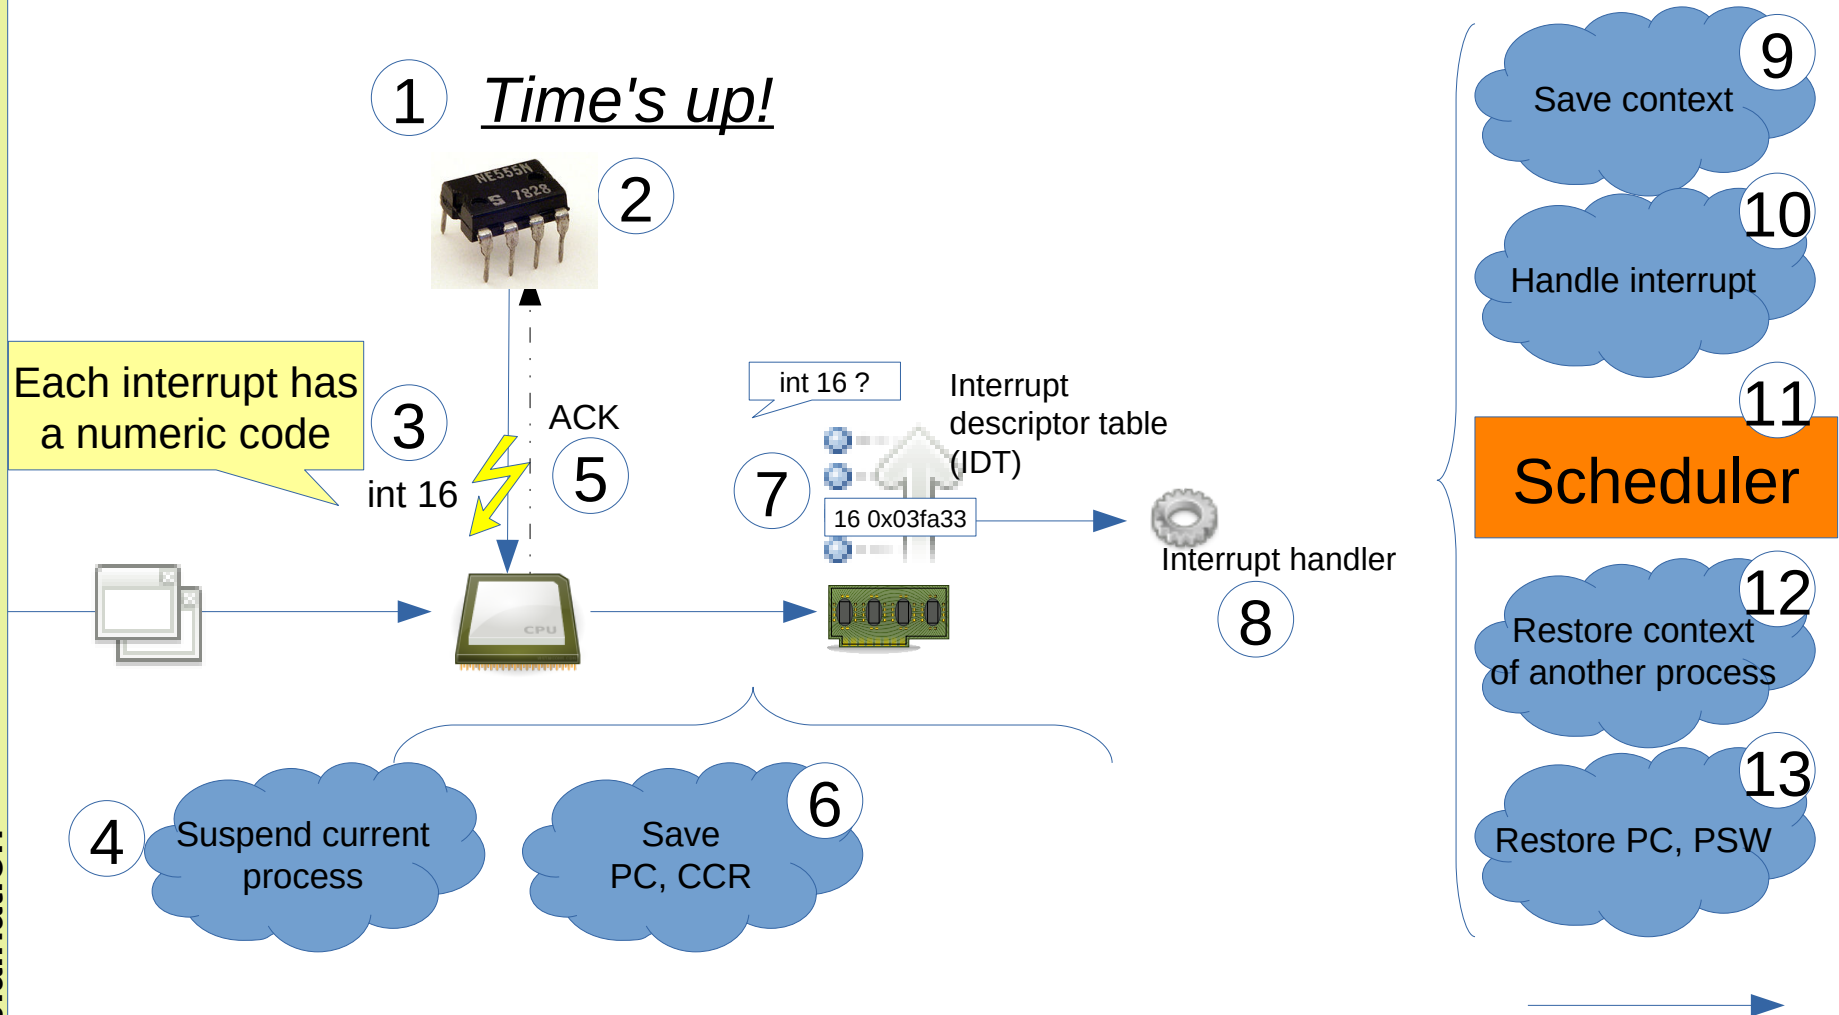 1
Time's up!
NE555N
S 7828
2
Each interrupt has
a numeric code
3
int 16
ACK
5
int 16 ?
Interrupt
descriptor table
(IDT)
7
16 0x03fa33
Interrupt handler
8
CPU
4
Suspend current
process
6
Save
PC, CCR
9
Save context
10
Handle interrupt
11
Scheduler
12
Restore context
of another process
13
Restore PC, PSW